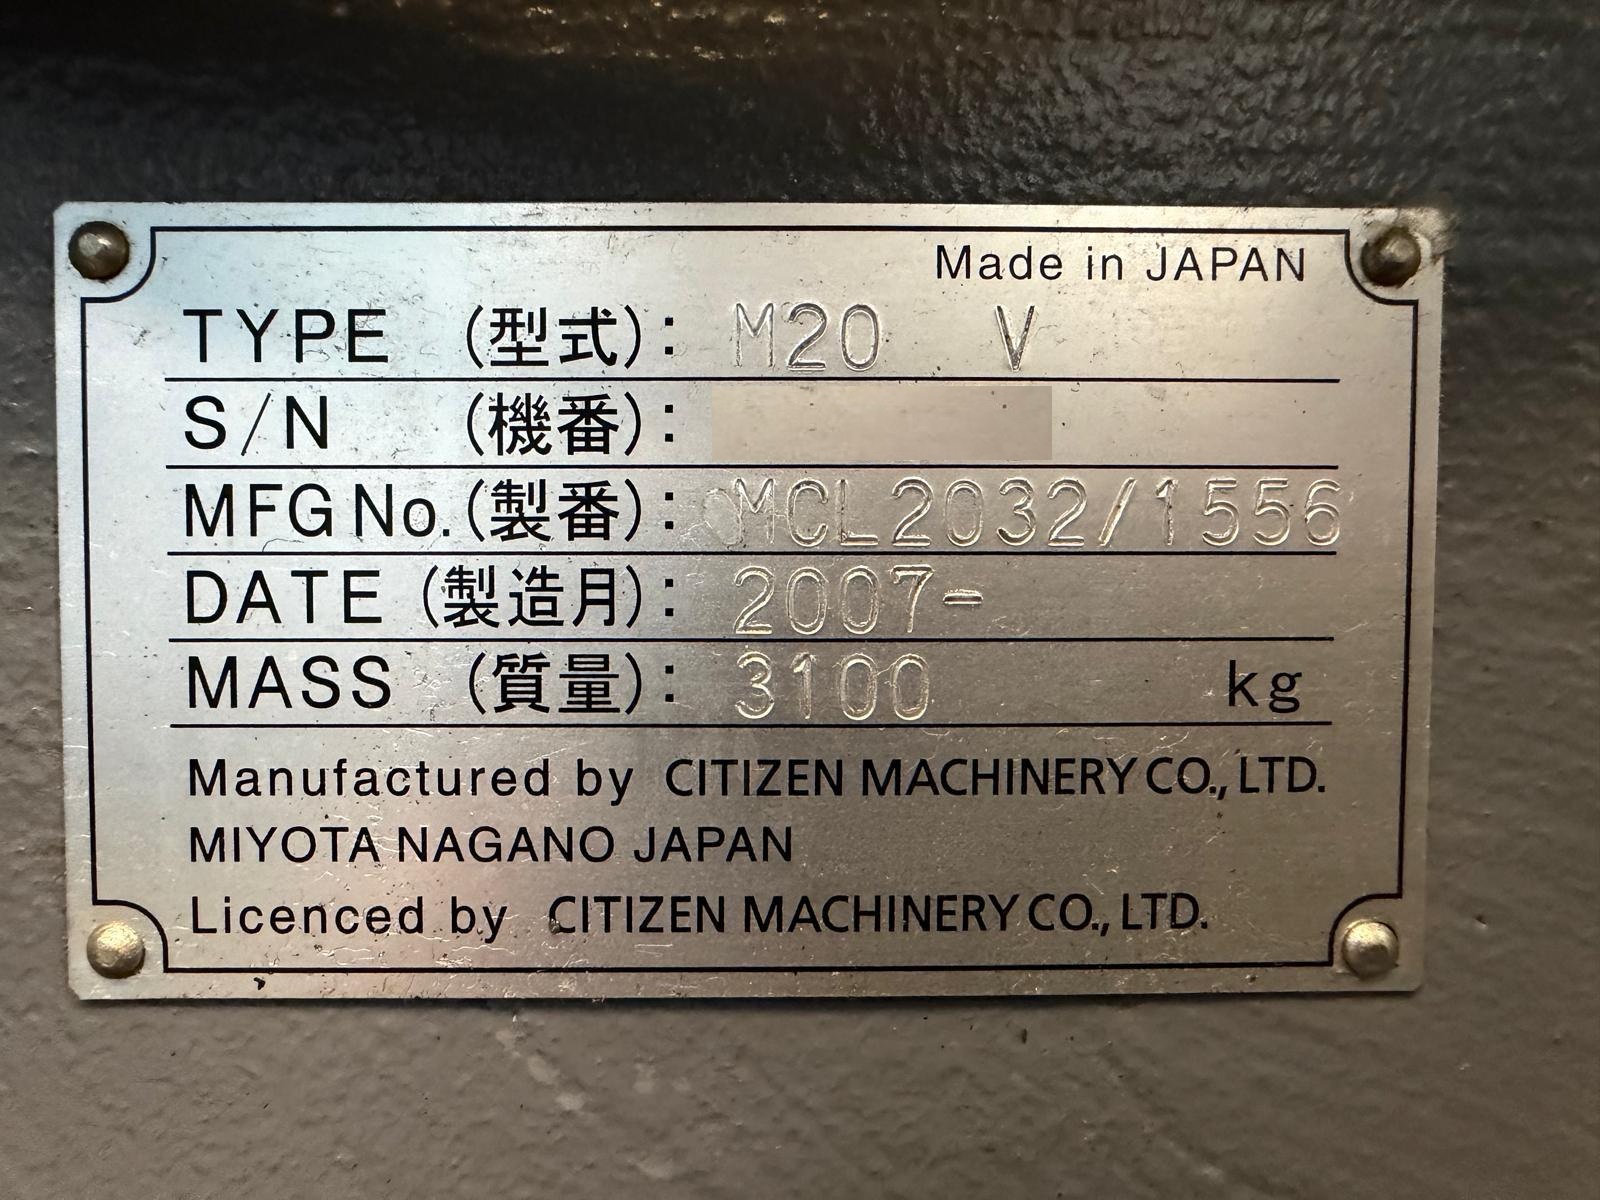 Made in JAPAN
TYPE (型式): M20 V
S/N (機番):
MFG No. (製番): MCL2032/1556
DATE (製造月): 2007-
MASS (質量): 3100 kg
Manufactured by CITIZEN MACHINERY CO., LTD.
MIYOTA NAGANO JAPAN
Licenced by CITIZEN MACHINERY CO., LTD.